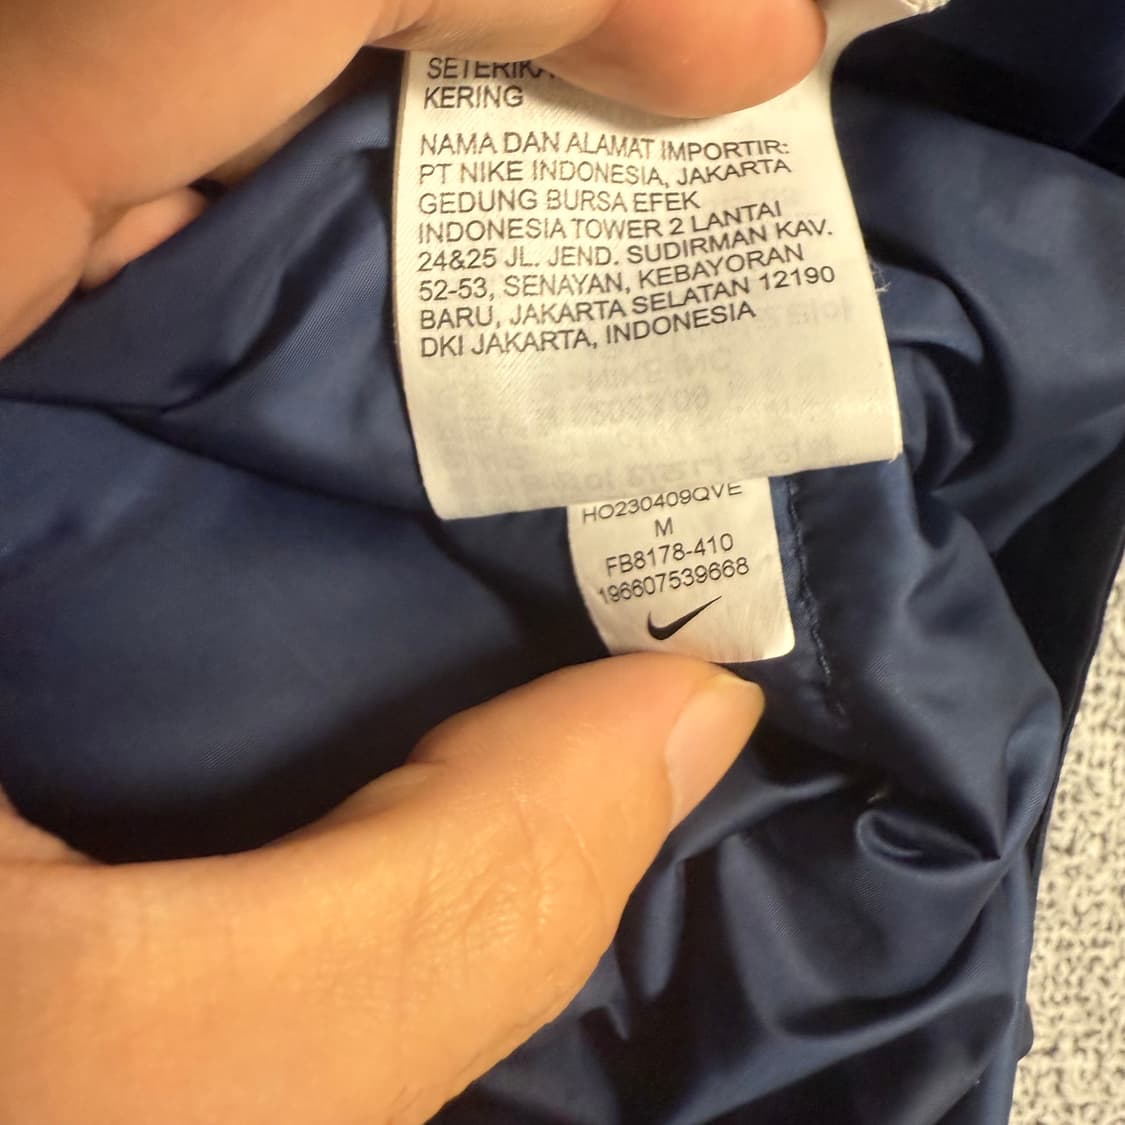 SETERIKA
KERING
NAMA DAN ALAMAT IMPORTIR:
PT NIKE INDONESIA, JAKARTA
GEDUNG BURSA EFEK
INDONESIA TOWER 2 LANTAI
24&25 JL. JEND. SUDIRMAN KAV.
52-53, SENAYAN, KEBAYORAN
BARU, JAKARTA SELATAN 12190
DKI JAKARTA, INDONESIA
HO230409QVE
M
FB8178-410
196607539668